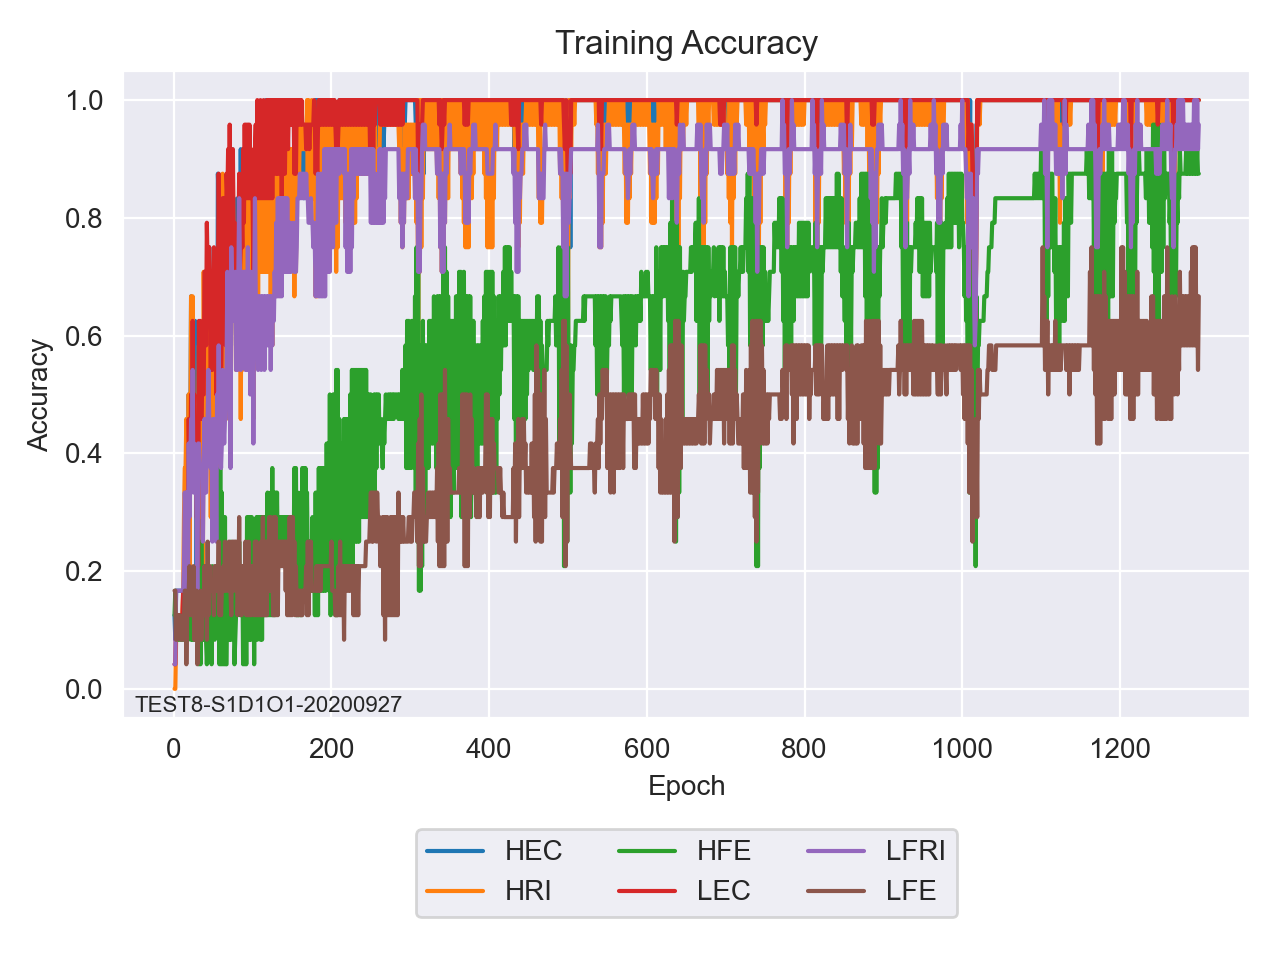 Training Accuracy
1.0
0.8
0.6
0.4
0.2
0.0
Accuracy
TEST8-S1D1O1-20200927
0 200 400 600 800 1000 1200
Epoch
HEC HFE LFRI
HRI LEC LFE